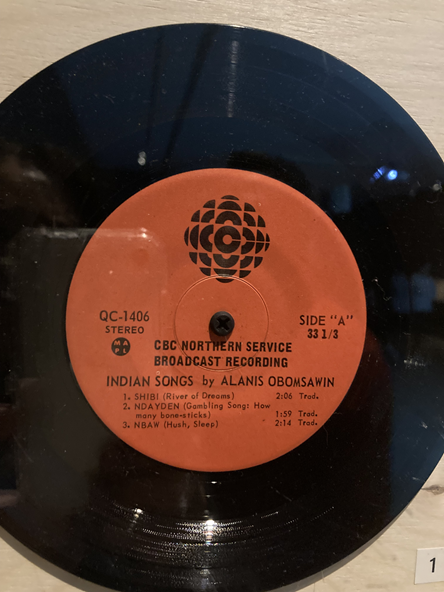 QC-1406
STEREO
SIDE "A"
33 1/3
CBC NORTHERN SERVICE
BROADCAST RECORDING
INDIAN SONGS by ALANIS OBOMSAWIN
1. SHIBI (River of Dreams) 2:06 Trad.
2. NDAYDEN (Gambling Song: How
many bone-sticks) 1:59 Trad.
3. NBAW (Hush, Sleep) 2:14 Trad.
1